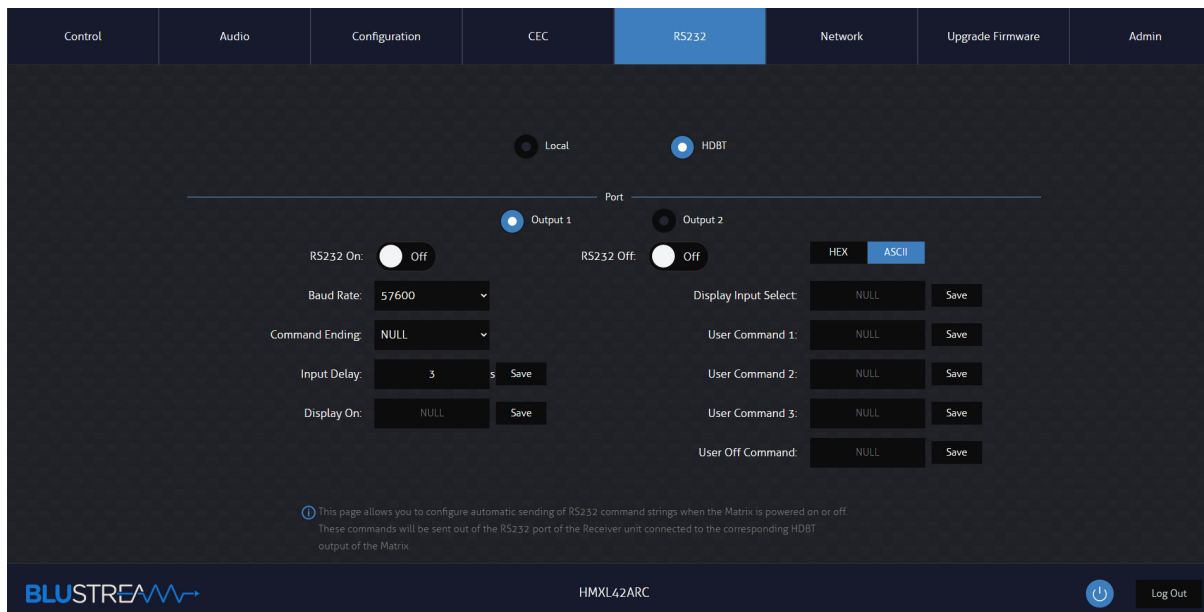 Control Audio Configuration CEC RS232 Network Upgrade Firmware Admin
Local HDBT
Port
Output 1 Output 2
RS232 On: Off RS232 Off: Off HEX ASCII
Baud Rate: 57600 Display Input Select: NULL Save
Command Ending: NULL User Command 1: NULL Save
Input Delay: 3 s Save User Command 2: NULL Save
Display On: NULL Save User Command 3: NULL Save
User Off Command: NULL Save
This page allows you to configure automatic sending of RS232 command strings when the Matrix is powered on or off.
These commands will be sent out of the RS232 port of the Receiver unit connected to the corresponding HDBT
output of the Matrix.
BLUSTREAM HMXL42ARC Log Out